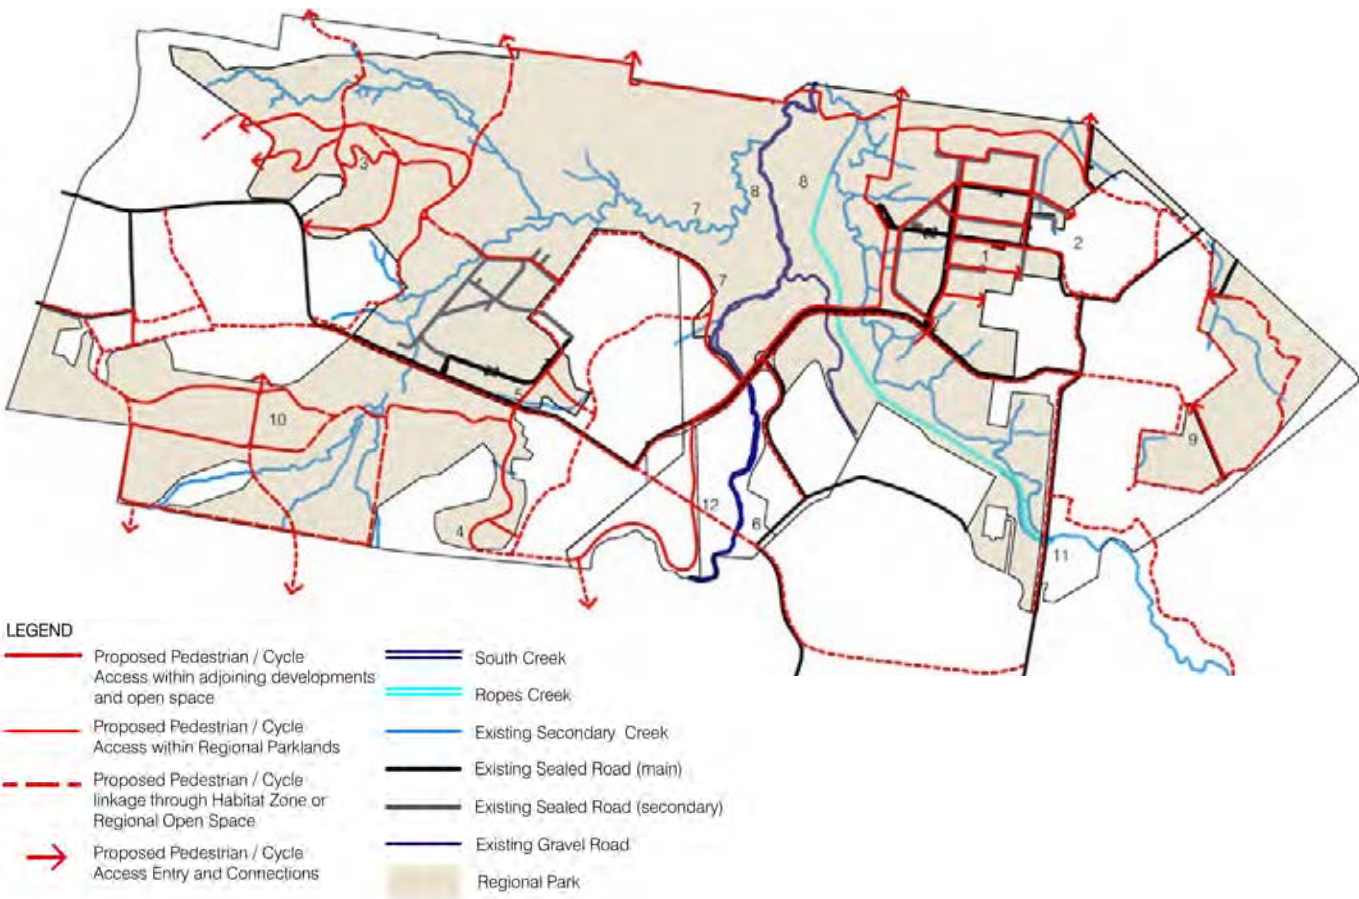 3
7
8
8
2
1
7
5
10
9
4
12
6
11
LEGEND
Proposed Pedestrian / Cycle
Access within adjoining developments
and open space
Proposed Pedestrian / Cycle
Access within Regional Parklands
Proposed Pedestrian / Cycle
linkage through Habitat Zone or
Regional Open Space
Proposed Pedestrian / Cycle
Access Entry and Connections
South Creek
Ropes Creek
Existing Secondary Creek
Existing Sealed Road (main)
Existing Sealed Road (secondary)
Existing Gravel Road
Regional Park